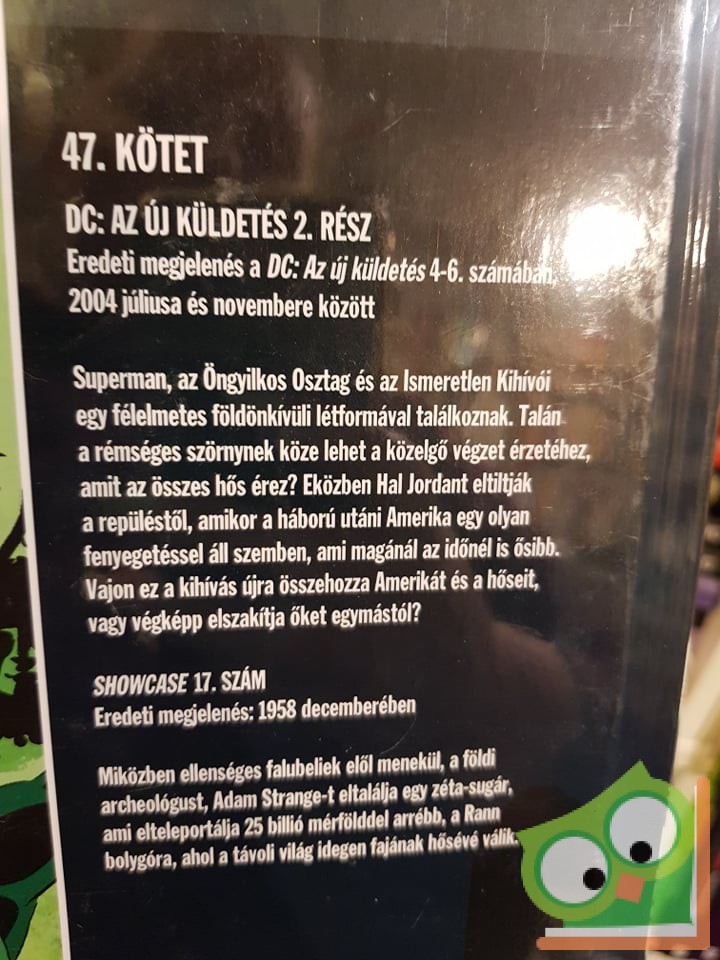 47. KÖTET
DC: AZ ÚJ KÜLDETÉS 2. RÉSZ
Eredeti megjelenés a DC: Az új küldetés 4-6. számában,
2004 júliusa és novembere között
Superman, az Öngyilkos Osztag és az Ismeretlen Kihívói
egy félelmetes földönkívüli létformával találkoznak. Talán
a rémséges szörnynek köze lehet a közelgő végzet érzetéhez,
amit az összes hős érez? Eközben Hal Jordant eltiltják
a repüléstől, amikor a háború utáni Amerika egy olyan
fenyegetéssel áll szemben, ami magánál az időnél is ősibb.
Vajon ez a kihívás újra összehozza Amerikát és a hőseit,
vagy végképp elszakítja őket egymástól?
SHOWCASE 17. SZÁM
Eredeti megjelenés: 1958 decemberében
Miközben ellenséges falubeliek elől menekül, a földi
archeológust, Adam Strange-t eltalálja egy zéta-sugár,
ami elteleportálja 25 billió mérfölddel arrébb, a Rann
bolygóra, ahol a távoli világ idegen fajának hősévé válik.